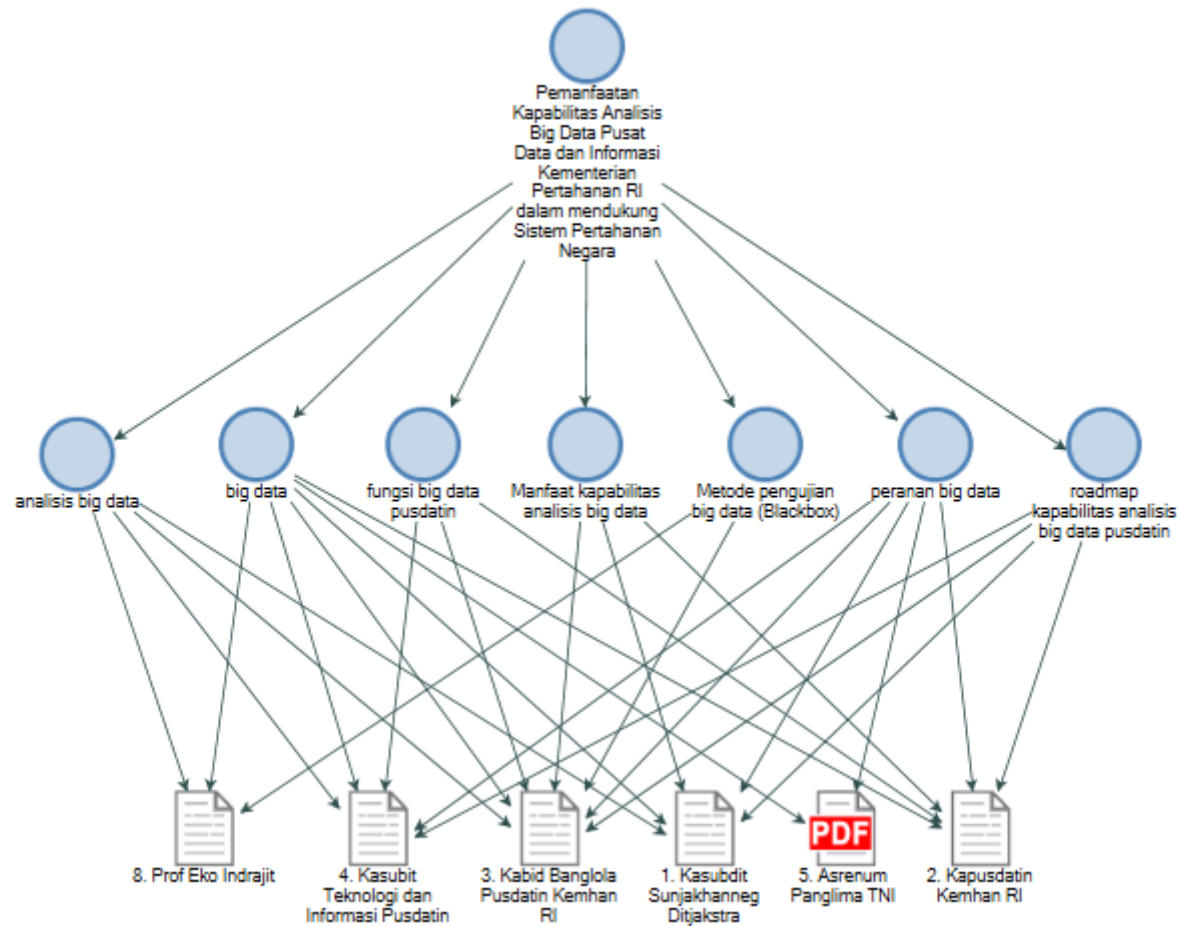 Pemanfaatan
Kapabilitas Analisis
Big Data Pusat
Data dan Informasi
Kementerian
Pertahanan RI
dalam mendukung
Sistem Pertahanan
Negara
analisis big data
big data
fungsi big data
pusdatin
Manfaat kapabilitas
analisis big data
Metode pengujian
big data (Blackbox)
peranan big data
roadmap
kapabilitas analisis
big data pusdatin
8. Prof Eko Indrajit
4. Kasubit
Teknologi dan
Informasi Pusdatin
3. Kabid Banglola
Pusdatin Kemhan
RI
1. Kasubdit
Sunjakhanneg
Ditjakstra
PDF
5. Asrenum
Panglima TNI
2. Kapusdatin
Kemhan RI